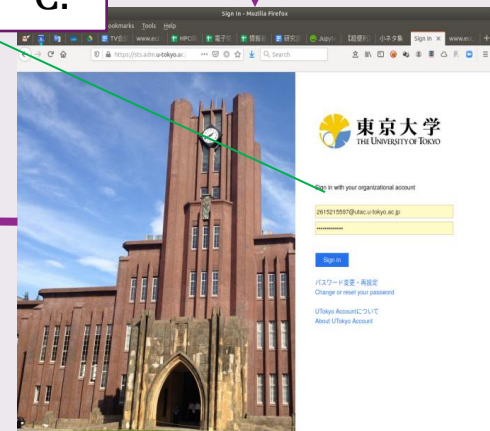 C.
Sign In - Mozilla Firefox
ookmarks Tools Help
Sign In ×
https://sts.adm.u-tokyo.ac.j
Search
東京大学
THE UNIVERSITY OF TOKYO
Sign in with your organizational account
2615215597@utac.u-tokyo.ac.jp
Sign in
パスワード変更・再設定
Change or reset your password
UTokyo Accountについて
About UTokyo Account